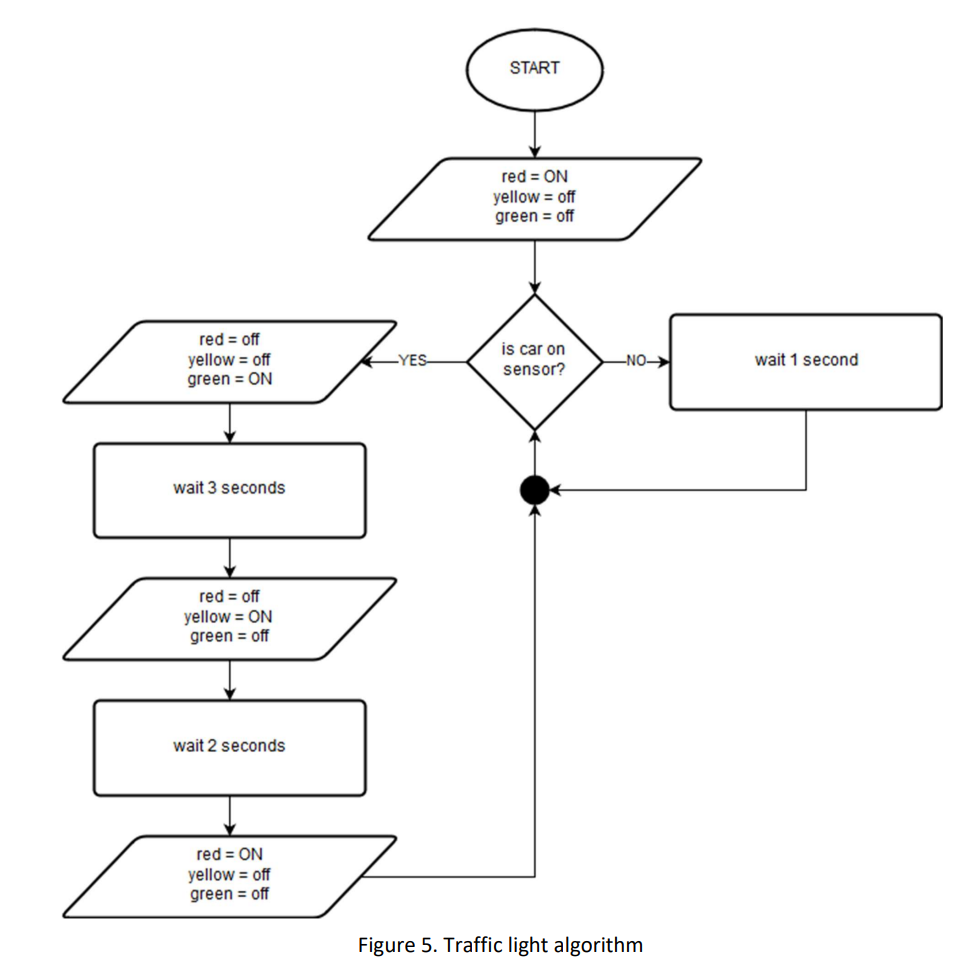 START
red = ON
yellow = off
green = off
is car on
sensor?
YES
NO
wait 1 second
red = off
yellow = off
green = ON
wait 3 seconds
red = off
yellow = ON
green = off
wait 2 seconds
red = ON
yellow = off
green = off
Figure 5. Traffic light algorithm